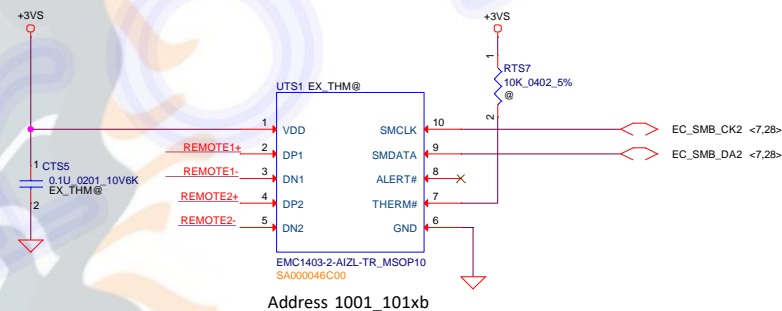 +3VS
+3VS
1
RTS7
10K_0402_5%
@
2
UTS1 EX_THM@
1 VDD SMCLK 10 EC_SMB_CK2 <7,28>
REMOTE1+ 2 DP1 SMDATA 9 EC_SMB_DA2 <7,28>
REMOTE1- 3 DN1 ALERT# 8
REMOTE2+ 4 DP2 THERM# 7
REMOTE2- 5 DN2 GND 6
1 CTS5
0.1U_0201_10V6K
EX_THM@
2
EMC1403-2-AIZL-TR_MSOP10
SA000046C00
Address 1001_101xb